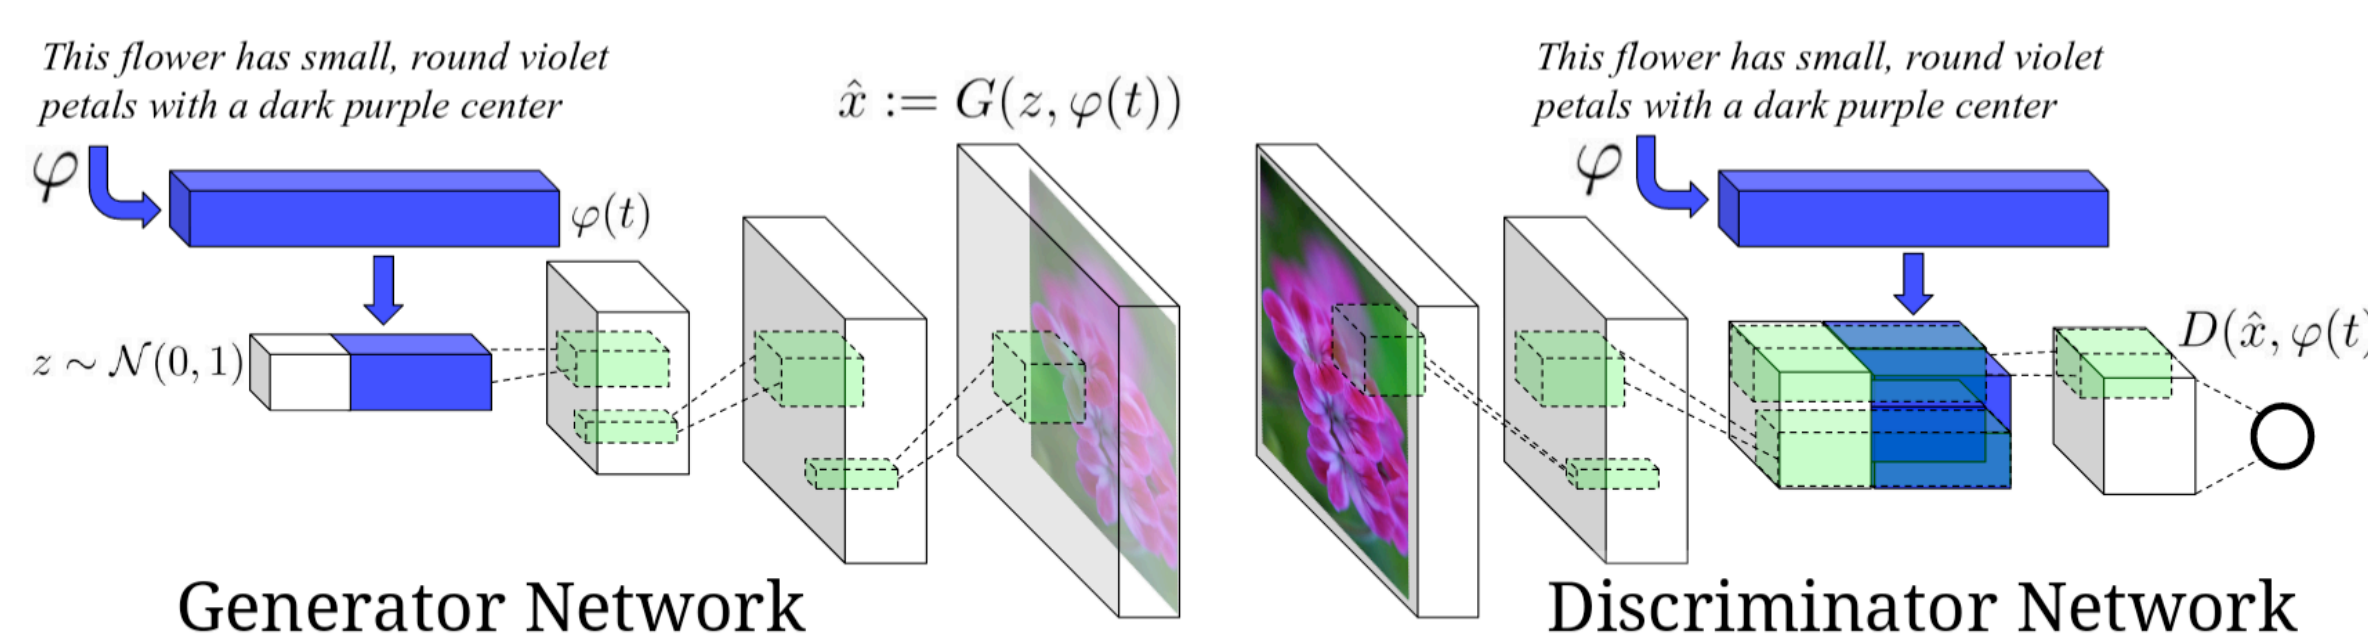 This flower has small, round violet
petals with a dark purple center
φ
φ(t)
z ∼ N(0, 1)
x̂ := G(z, φ(t))
Generator Network
This flower has small, round violet
petals with a dark purple center
φ
D(x̂, φ(t)
Discriminator Network